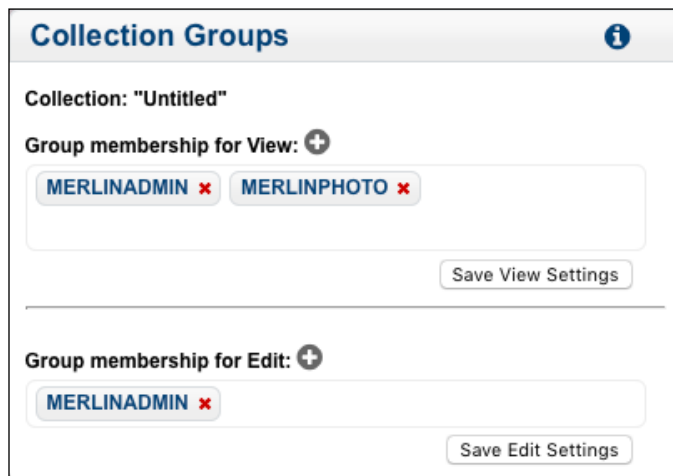 Collection Groups
Collection: "Untitled"
Group membership for View:
MERLINADMIN MERLINPHOTO
Save View Settings
Group membership for Edit:
MERLINADMIN
Save Edit Settings